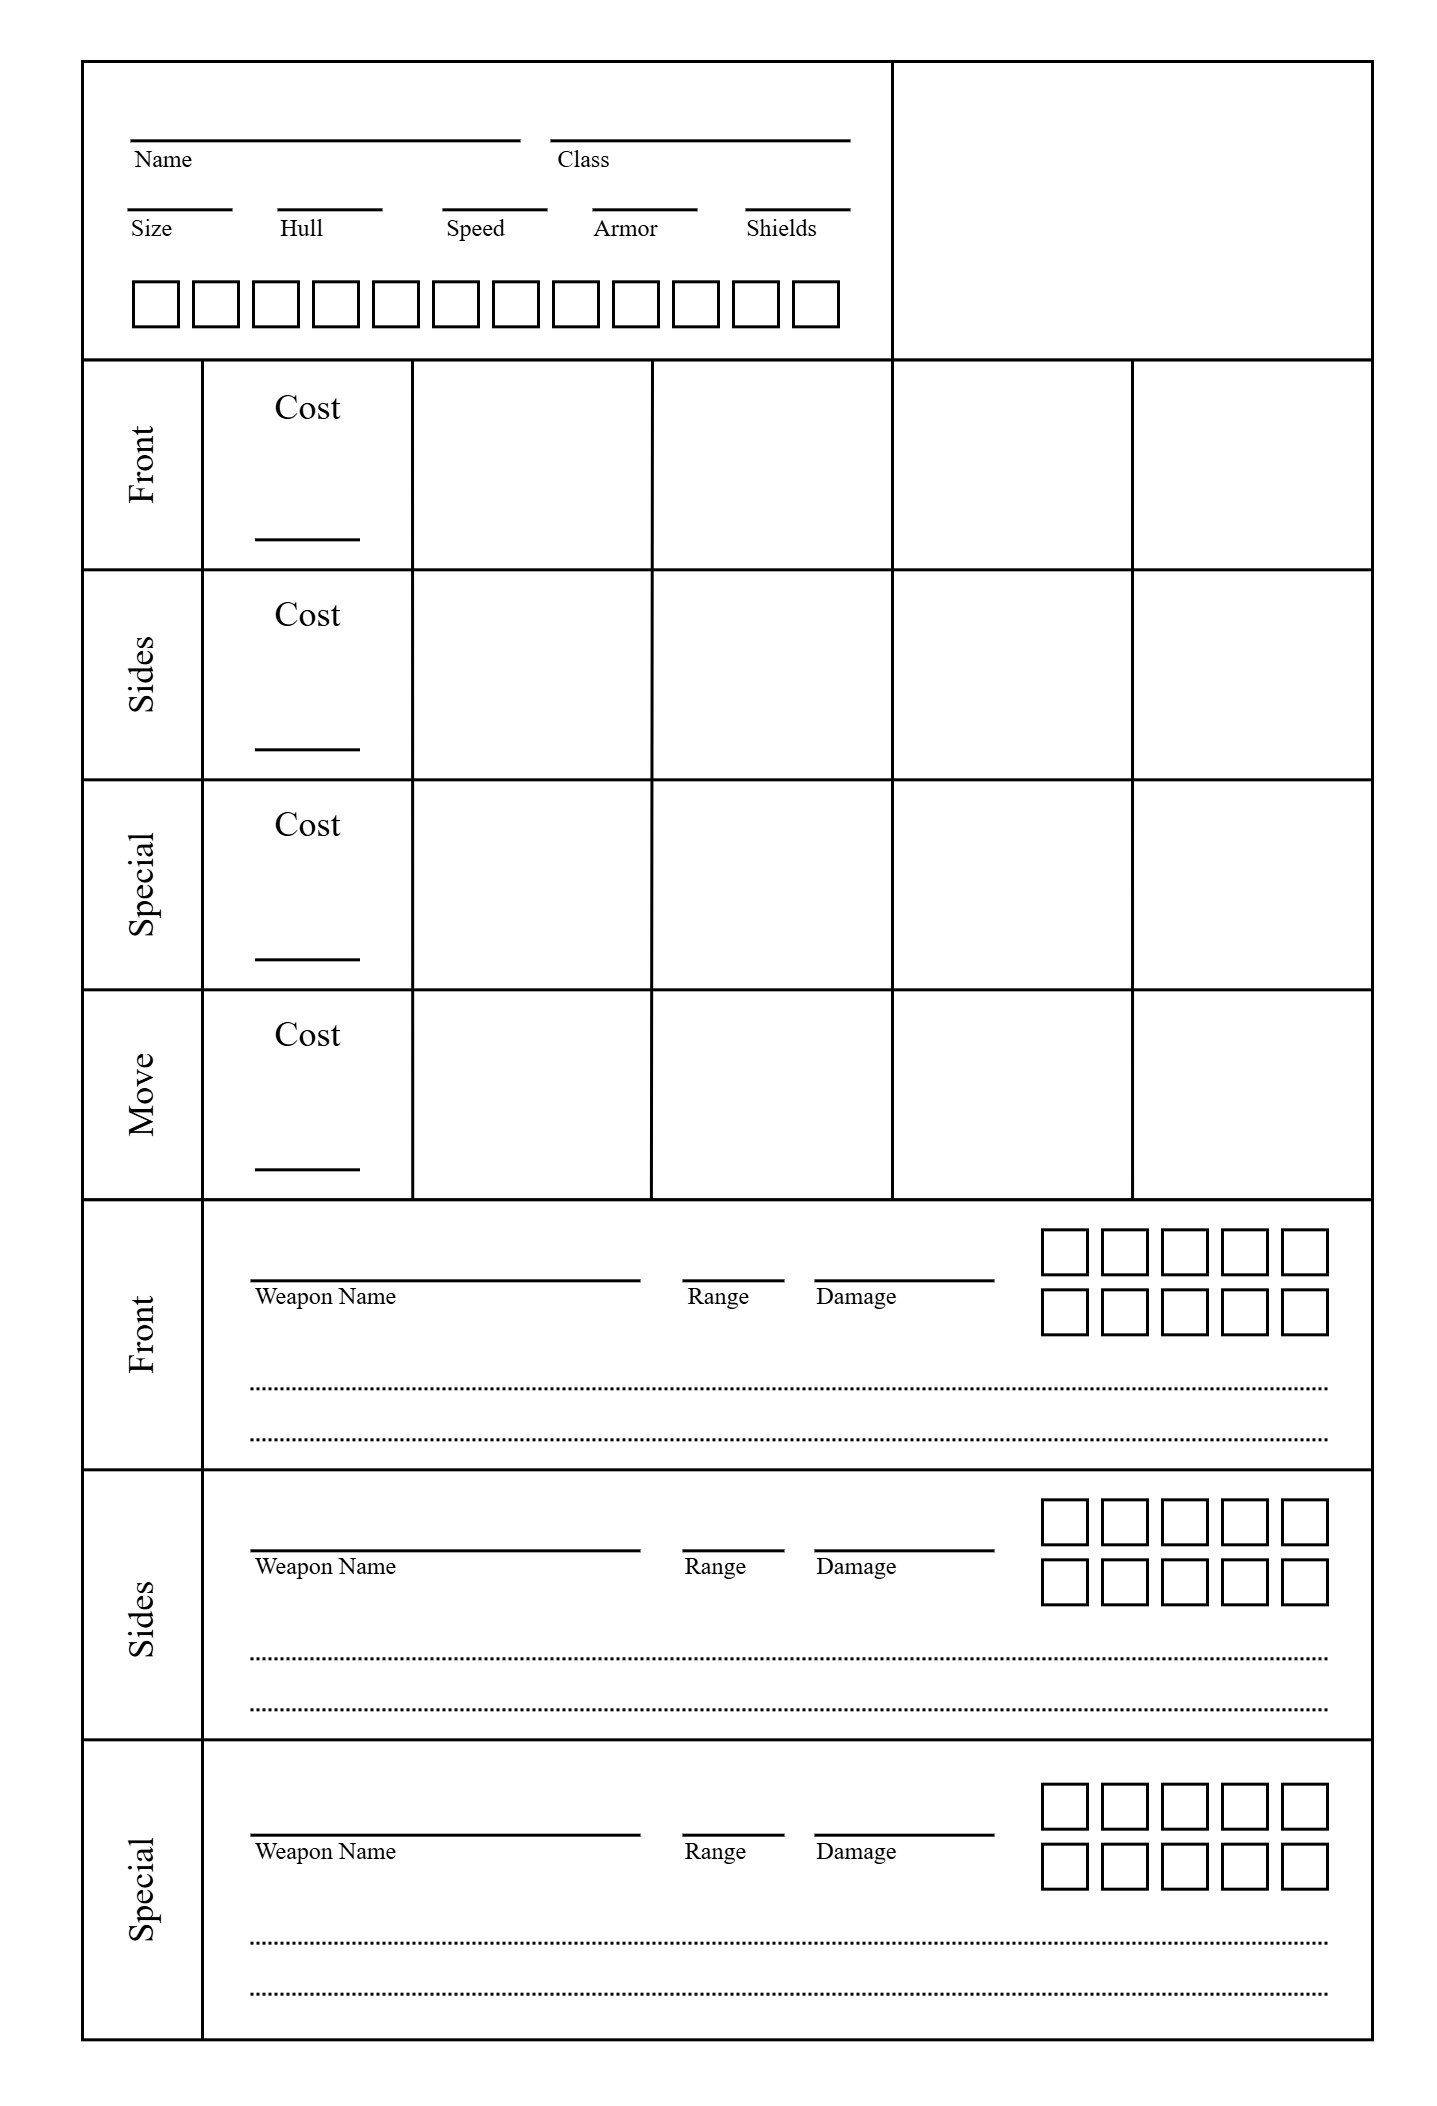 Name Class
Size Hull Speed Armor Shields
Front Cost
Sides Cost
Special Cost
Move Cost
Front Weapon Name Range Damage
Sides Weapon Name Range Damage
Special Weapon Name Range Damage